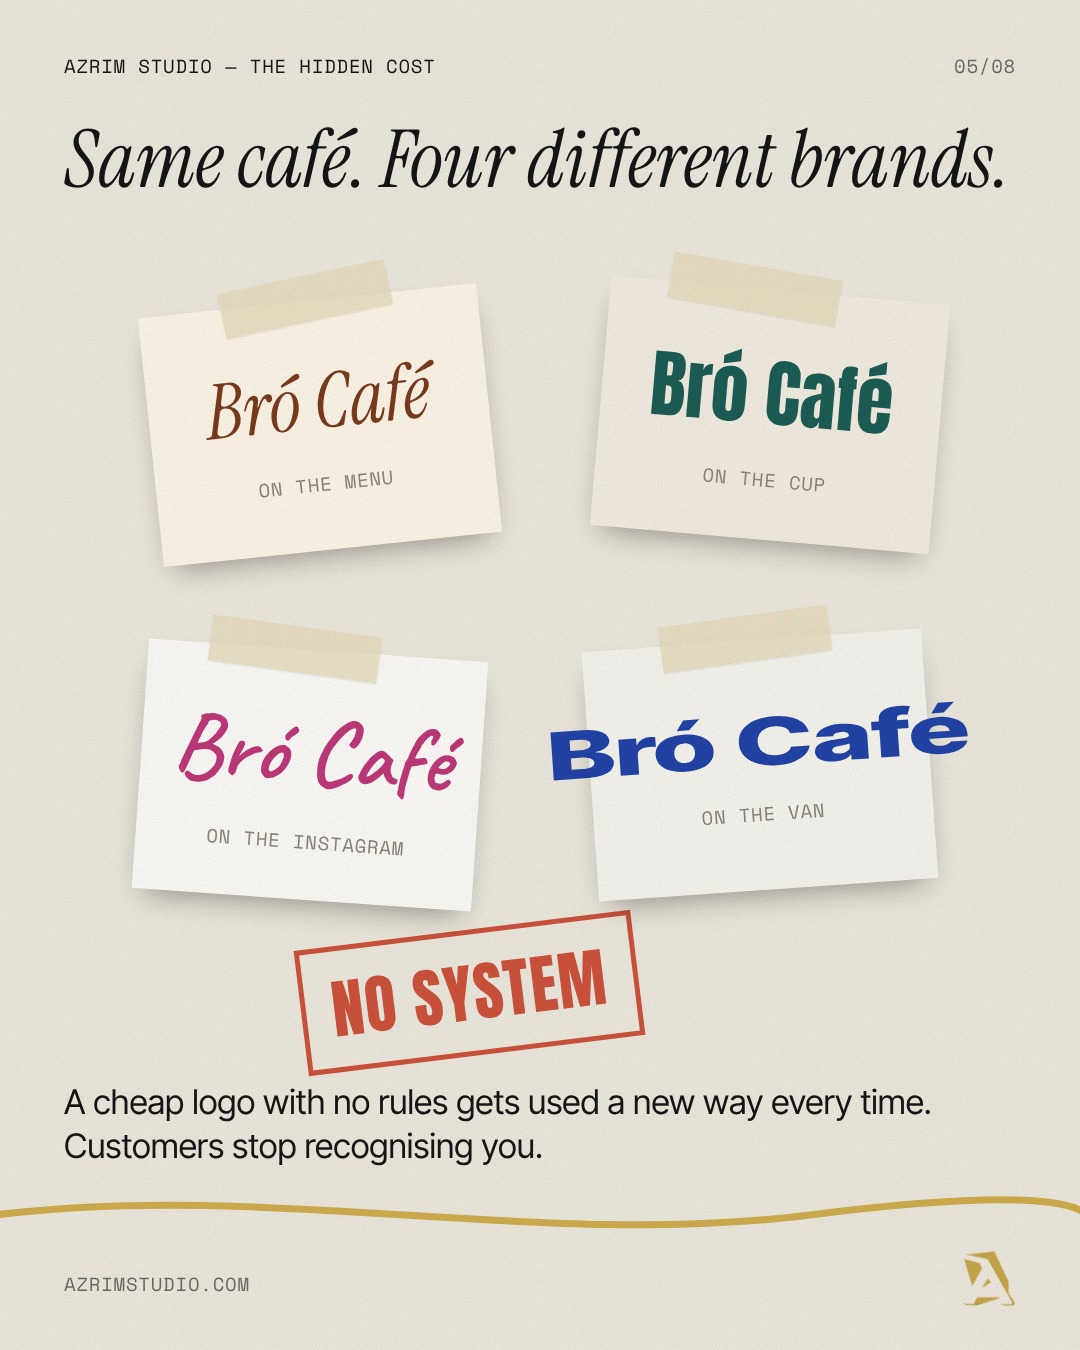 AZRIM STUDIO — THE HIDDEN COST
05/08
Same café. Four different brands.
Bró Café
ON THE MENU
Bró Café
ON THE CUP
Bró Café
ON THE INSTAGRAM
Bró Café
ON THE VAN
NO SYSTEM
A cheap logo with no rules gets used a new way every time.
Customers stop recognising you.
AZRIMSTUDIO.COM